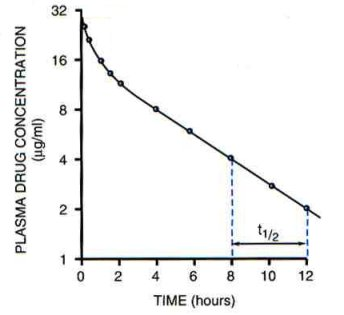 PLASMA DRUG CONCENTRATION
(µg/ml)
32
16
8
4
2
1
t1/2
0 2 4 6 8 10 12
TIME (hours)